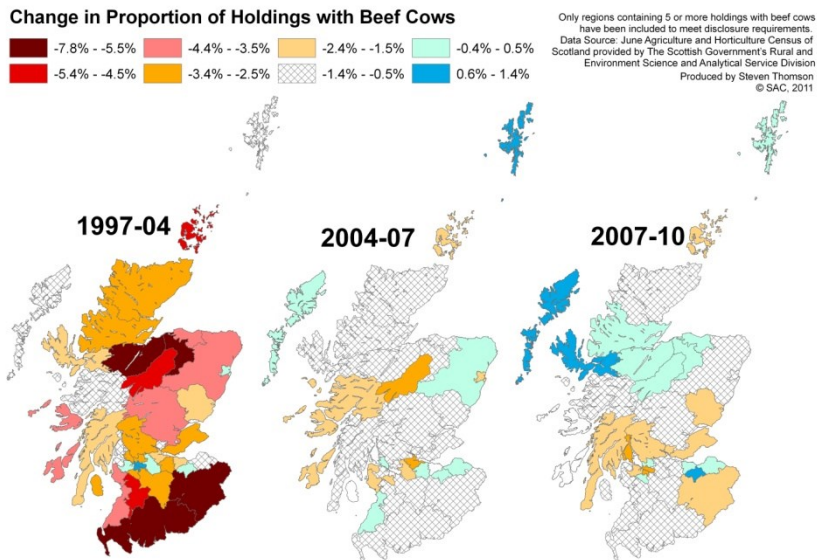 Change in Proportion of Holdings with Beef Cows
-7.8% - -5.5%
-4.4% - -3.5%
-2.4% - -1.5%
-0.4% - 0.5%
-5.4% - -4.5%
-3.4% - -2.5%
-1.4% - -0.5%
0.6% - 1.4%
Only regions containing 5 or more holdings with beef cows
have been included to meet disclosure requirements.
Data Source: June Agriculture and Horticulture Census of
Scotland provided by The Scottish Government's Rural and
Environment Science and Analytical Service Division
Produced by Steven Thomson
© SAC, 2011
1997-04
2004-07
2007-10